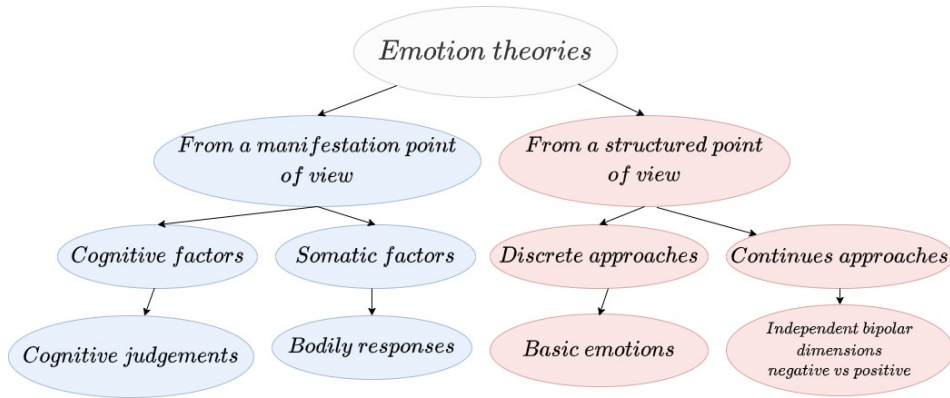 Emotion theories
From a manifestation point
of view
From a structured point
of view
Cognitive factors
Somatic factors
Discrete approaches
Continues approaches
Cognitive judgements
Bodily responses
Basic emotions
Independent bipolar
dimensions
negative vs positive